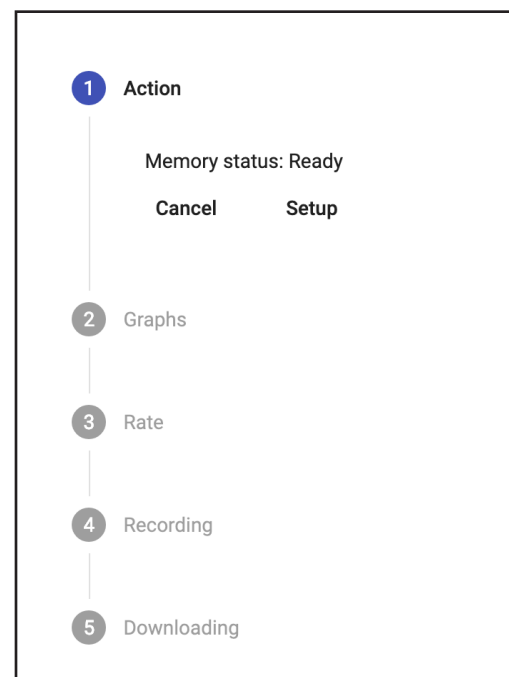 1 Action
Memory status: Ready
Cancel Setup
2 Graphs
3 Rate
4 Recording
5 Downloading